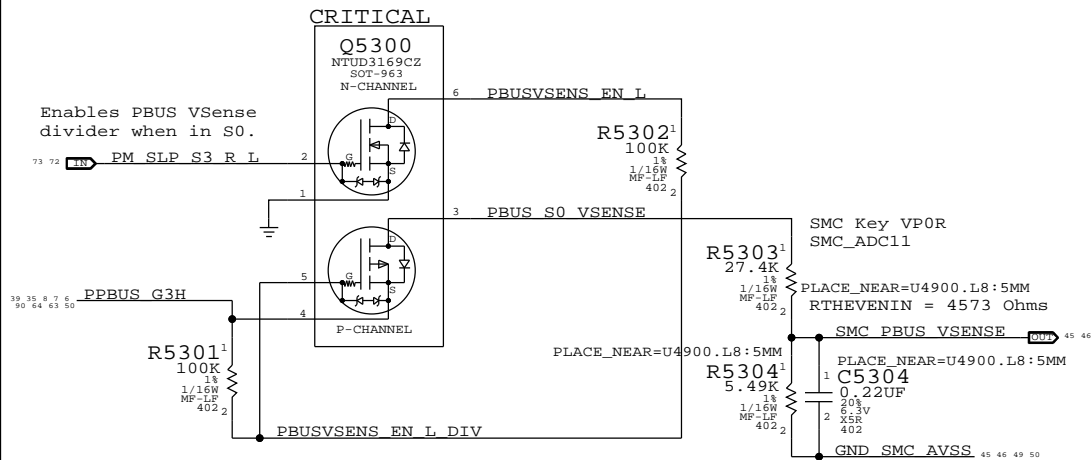 CRITICAL
Q5300
NTUD3169CZ
SOT-963
N-CHANNEL
6 PBUSVSENS_EN_L
Enables PBUS VSense
divider when in S0.
73 72 IN PM_SLP_S3_R_L 2
G
D
S
1
R5302 1
100K
1%
1/16W
MF-LF
402 2
3 PBUS_S0_VSENSE
SMC Key VP0R
SMC_ADC11
D
G
S
5
39 35 8 7 6
90 64 63 50
PPBUS_G3H
4
P-CHANNEL
R5303 1
27.4K
1%
1/16W
MF-LF
402 2
PLACE_NEAR=U4900.L8:5MM
RTHEVENIN = 4573 Ohms
SMC_PBUS_VSENSE OUT 45 46
R5301 1
100K
1%
1/16W
MF-LF
402 2
PLACE_NEAR=U4900.L8:5MM
R5304 1
5.49K
1%
1/16W
MF-LF
402 2
PLACE_NEAR=U4900.L8:5MM
1 C5304
0.22UF
20%
6.3V
2 X5R
402
PBUSVSENS_EN_L_DIV
GND_SMC_AVSS 45 46 49 50